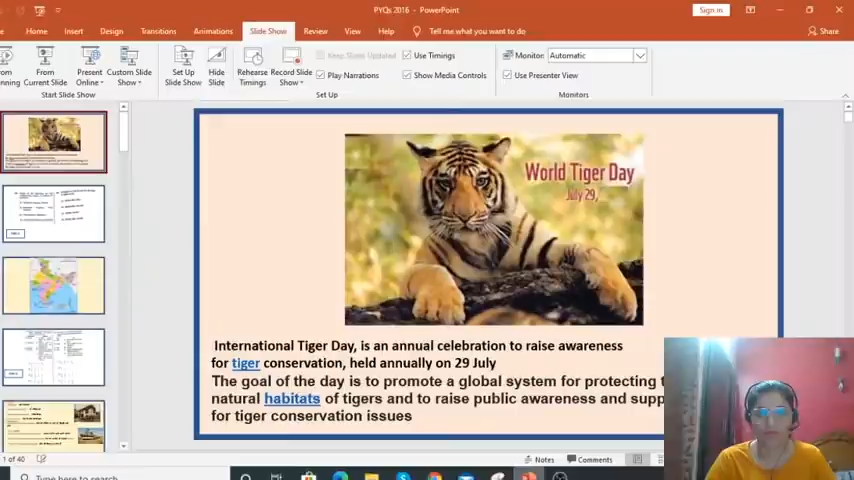 PYQs 2016 - PowerPoint
Sign in
Home Insert Design Transitions Animations Slide Show Review View Help Tell me what you want to do
Share
From Current Slide
Present Online
Custom Slide Show
Set Up Slide Show
Hide Slide
Rehearse Timings
Record Slide Show
Keep Slides Updated
Play Narrations
Use Timings
Show Media Controls
Monitor: Automatic
Use Presenter View
Start Slide Show
Set Up
Monitors
World Tiger Day
July 29,
International Tiger Day, is an annual celebration to raise awareness
for tiger conservation, held annually on 29 July
The goal of the day is to promote a global system for protecting
natural habitats of tigers and to raise public awareness and
for tiger conservation issues
1 of 40
Notes
Comments
Type here to search